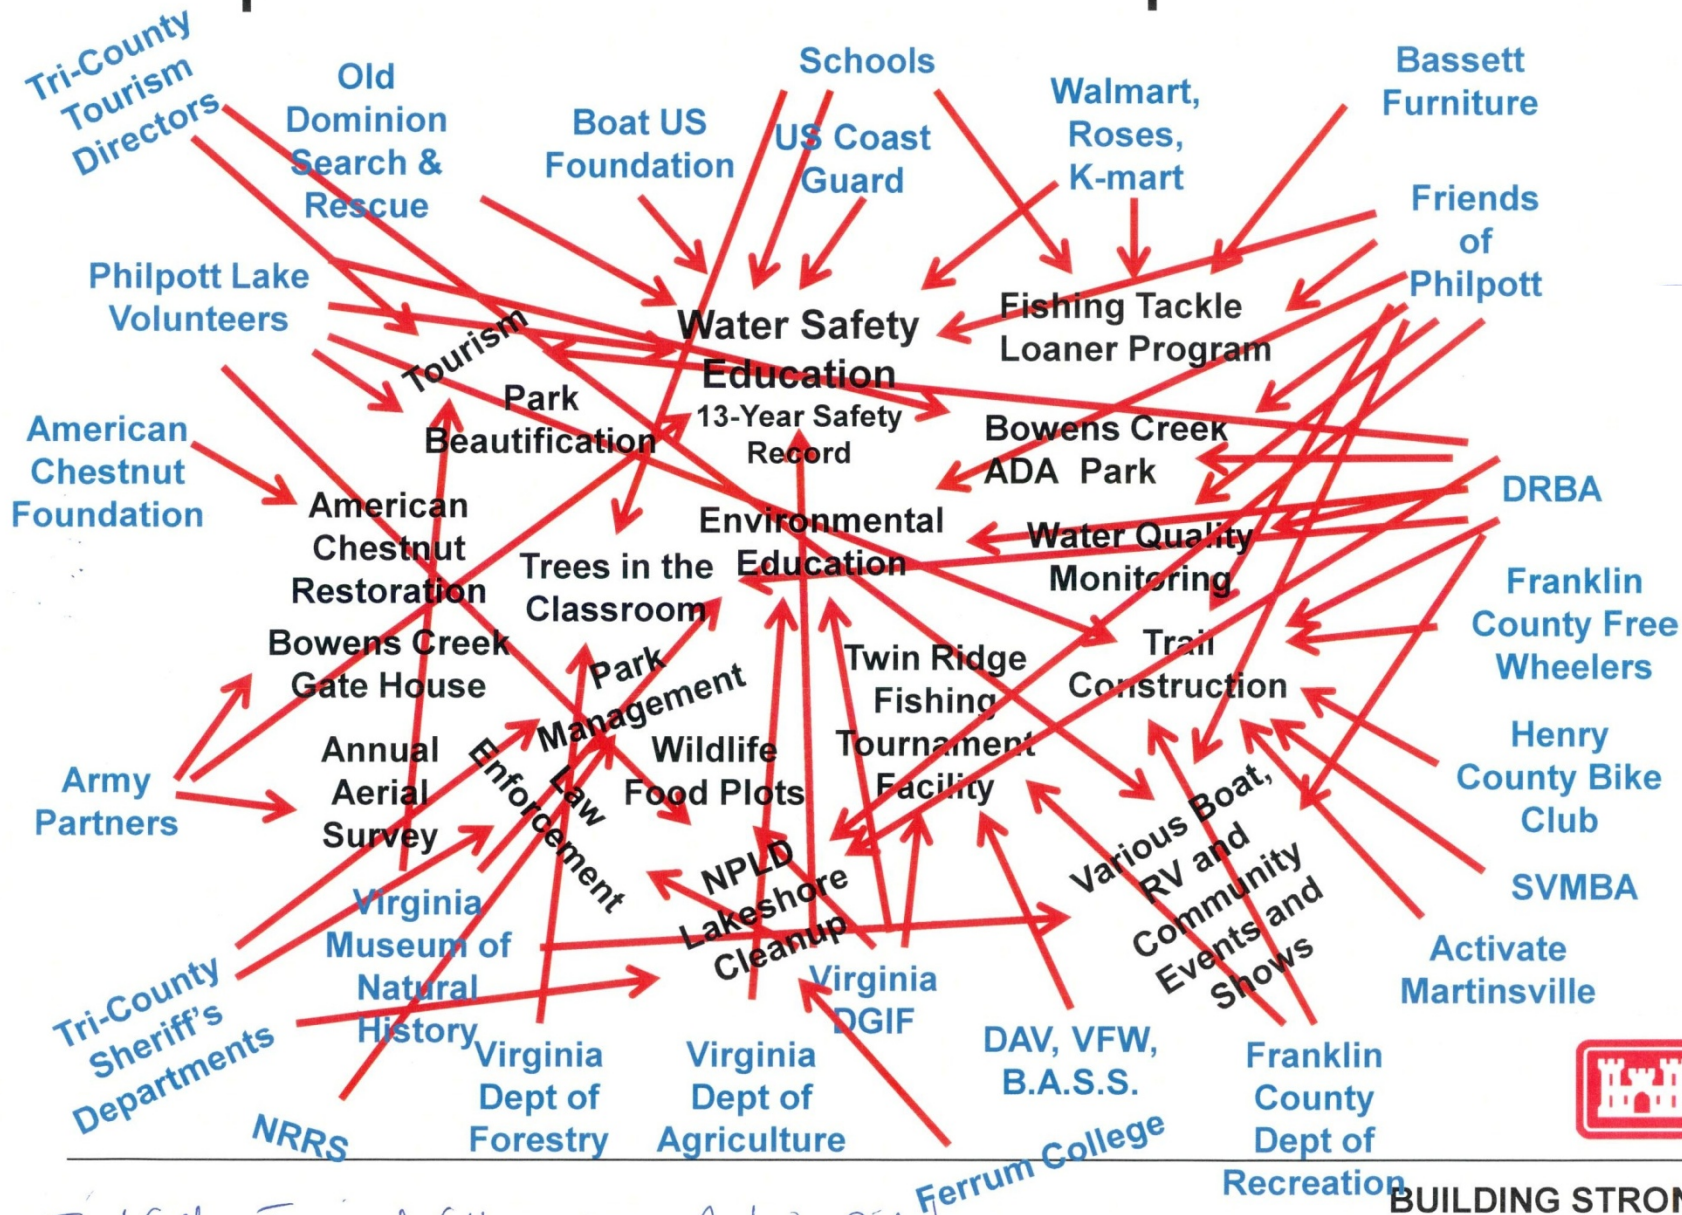 Tri-County
Tourism
Directors
Old
Dominion
Search &
Rescue
Boat US
Foundation
Schools
US Coast
Guard
Walmart,
Roses,
K-mart
Bassett
Furniture
Friends
of
Philpott
Philpott Lake
Volunteers
Tourism
Water Safety
Education
13-Year Safety
Record
Fishing Tackle
Loaner Program
Park
Beautification
Bowens Creek
ADA Park
American
Chestnut
Foundation
American
Chestnut
Restoration
Environmental
Education
Water Quality
Monitoring
DRBA
Trees in the
Classroom
Franklin
County Free
Wheelers
Bowens Creek
Gate House
Park
Management
Twin Ridge
Fishing
Tournament
Facility
Trail
Construction
Army
Partners
Annual
Aerial
Survey
Law
Enforcement
Wildlife
Food Plots
Henry
County Bike
Club
Various Boat,
RV and
Community
Events and
Shows
NPLD
Lakeshore
Cleanup
SVMBA
Virginia
Museum of
Natural
History
Virginia
DGIF
Activate
Martinsville
Tri-County
Sheriff's
Departments
NRRS
Virginia
Dept of
Forestry
Virginia
Dept of
Agriculture
DAV, VFW,
B.A.S.S.
Ferrum College
Franklin
County
Dept of
Recreation
BUILDING STRON